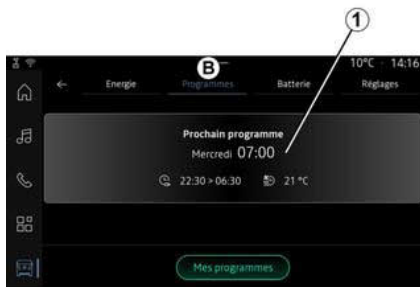 1
10°C 14:16
B
Energie Programmes Batterie Réglages
Prochain programme
Mercredi 07:00
22:30 > 06:30 21 °C
Mes programmes